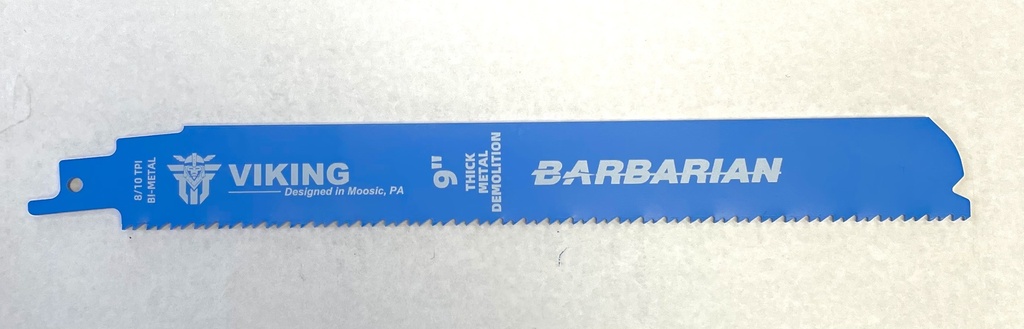 8/10 TPI
BI-METAL
VIKING
Designed in Moosic, PA
9"
THICK
METAL
DEMOLITION
BARBARIAN